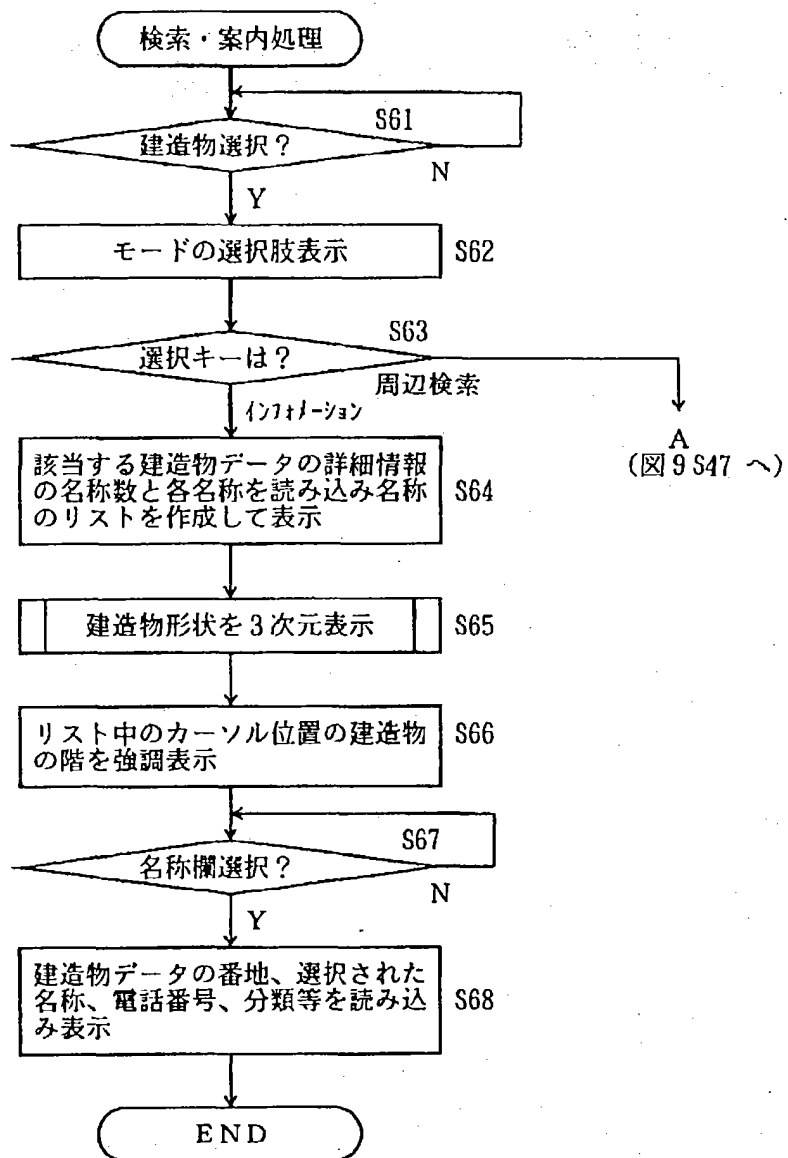 検索・案内処理
S61
建造物選択？
N
Y
モードの選択肢表示
S62
S63
選択キーは？
周辺検索
インフォメーション
A
(図9 S47 へ)
該当する建造物データの詳細情報
の名称数と各名称を読み込み名称
のリストを作成して表示
S64
建造物形状を3次元表示
S65
リスト中のカーソル位置の建造物
の階を強調表示
S66
S67
名称欄選択？
N
Y
建造物データの番地、選択された
名称、電話番号、分類等を読み込
み表示
S68
END